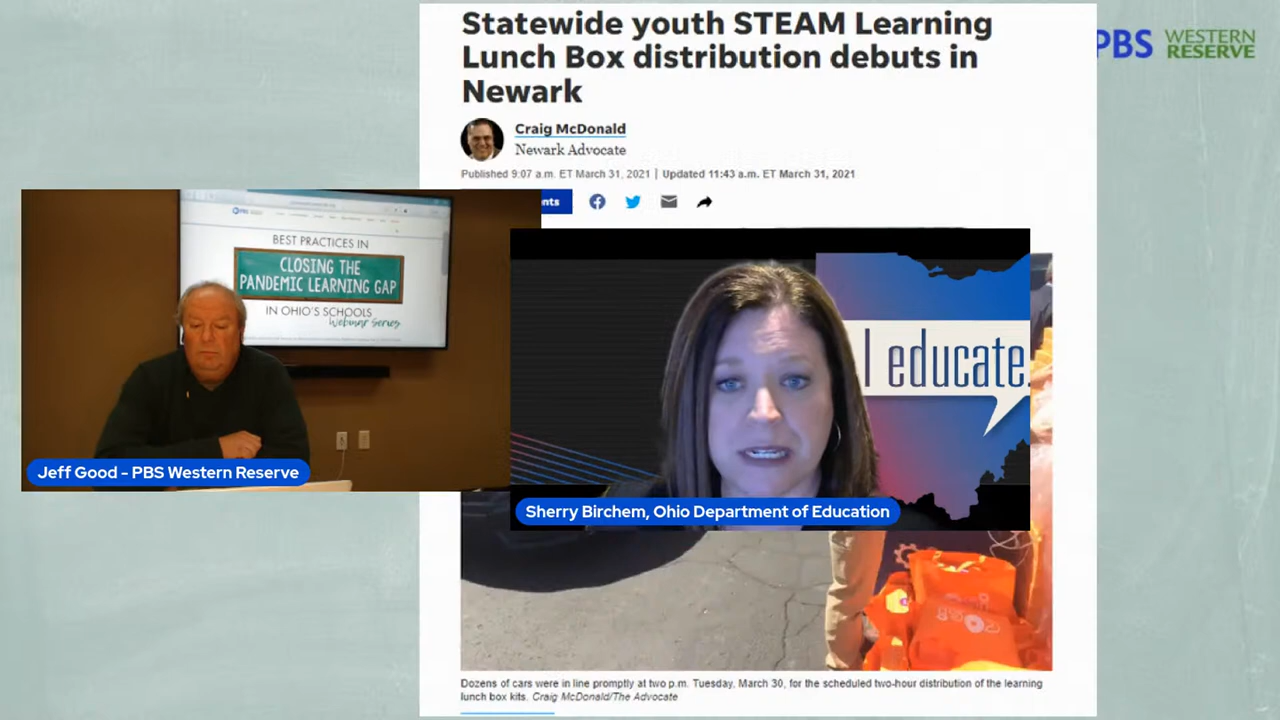 Statewide youth STEAM Learning
Lunch Box distribution debuts in
Newark
PBS WESTERN
RESERVE
Craig McDonald
Newark Advocate
Published 9:07 a.m. ET March 31, 2021 | Updated 11:43 a.m. ET March 31, 2021
nts
PBS
BEST PRACTICES IN
CLOSING THE
PANDEMIC LEARNING GAP
IN OHIO'S SCHOOLS
Webinar Series
I educate.
Jeff Good - PBS Western Reserve
Sherry Birchem, Ohio Department of Education
Dozens of cars were in line promptly at two p.m. Tuesday, March 30, for the scheduled two-hour distribution of the learning
lunch box kits. Craig McDonald/The Advocate